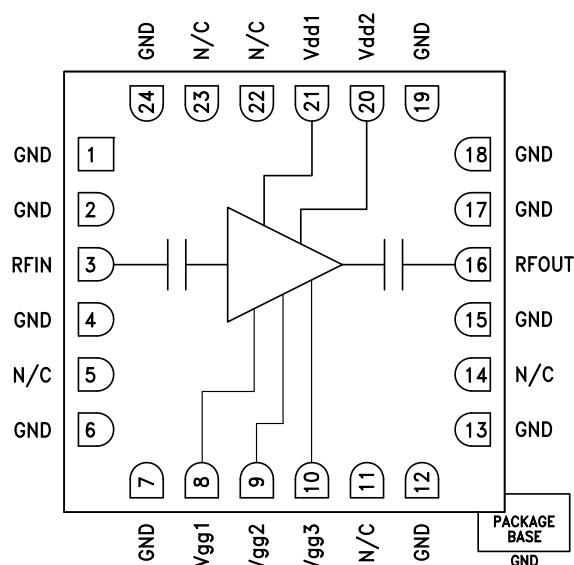 GND N/C N/C Vdd1 Vdd2 GND
24 23 22 21 20 19
GND 1 18 GND
GND 2 17 GND
RFIN 3 16 RFOUT
GND 4 15 GND
N/C 5 14 N/C
GND 6 13 GND
7 8 9 10 11 12
GND Vgg1 Vgg2 Vgg3 N/C GND
PACKAGE
BASE
GND